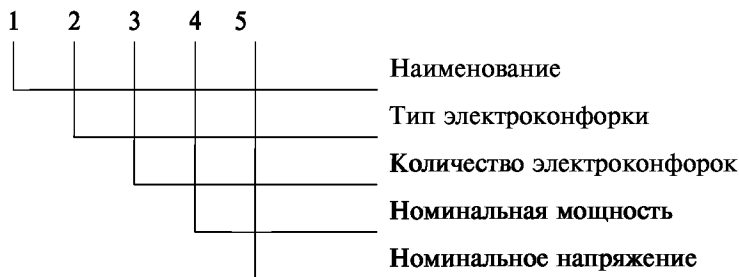 1 2 3 4 5
Наименование
Тип электроконфорки
Количество электроконфорок
Номинальная мощность
Номинальное напряжение